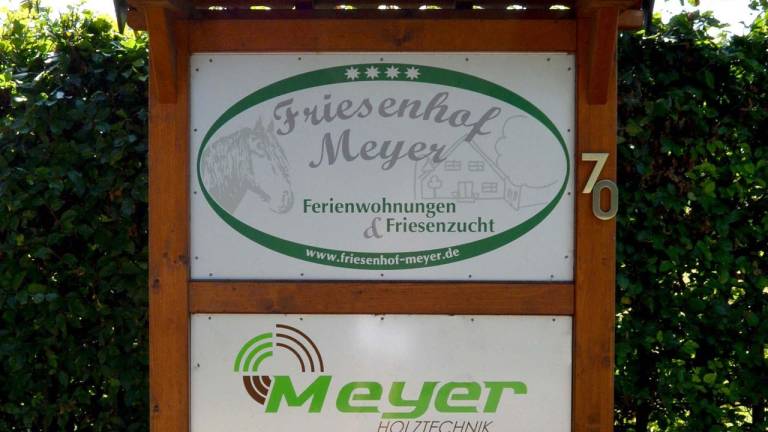 Friesenhof
Meyer
Ferienwohnungen
& Friesenzucht
www.friesenhof-meyer.de
70
Meyer
HOLZTECHNIK